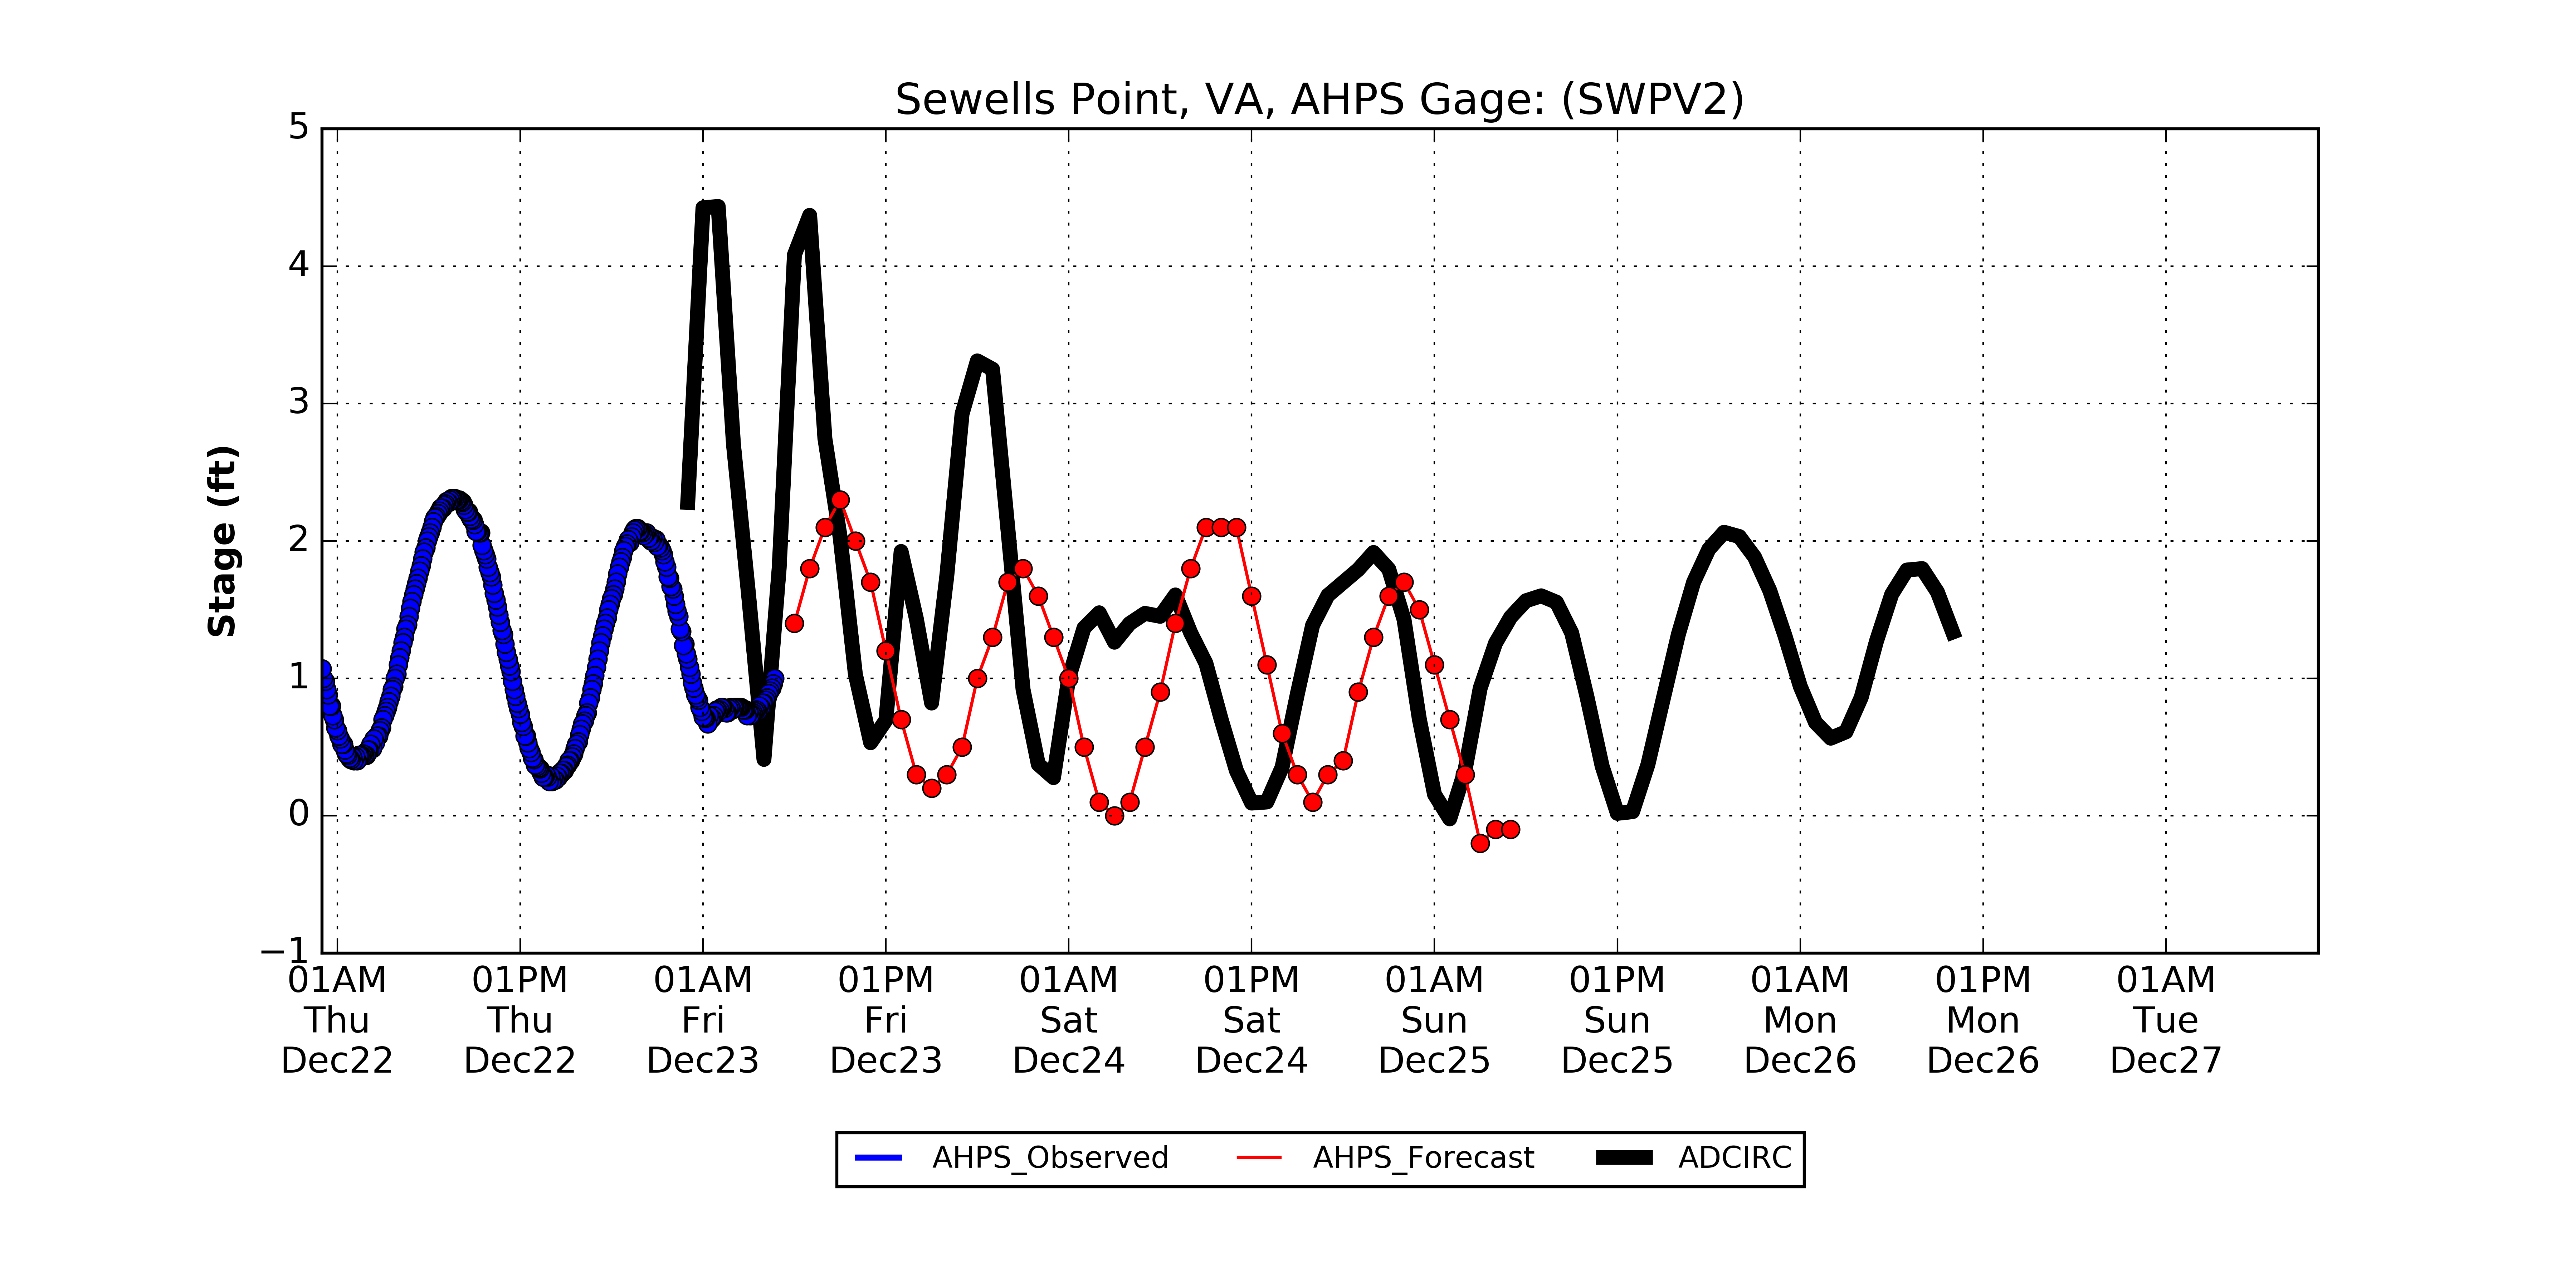 Sewells Point, VA, AHPS Gage: (SWPV2)
Stage (ft)
5
4
3
2
1
0
−1
01AM Thu Dec22
01PM Thu Dec22
01AM Fri Dec23
01PM Fri Dec23
01AM Sat Dec24
01PM Sat Dec24
01AM Sun Dec25
01PM Sun Dec25
01AM Mon Dec26
01PM Mon Dec26
01AM Tue Dec27
AHPS_Observed AHPS_Forecast ADCIRC